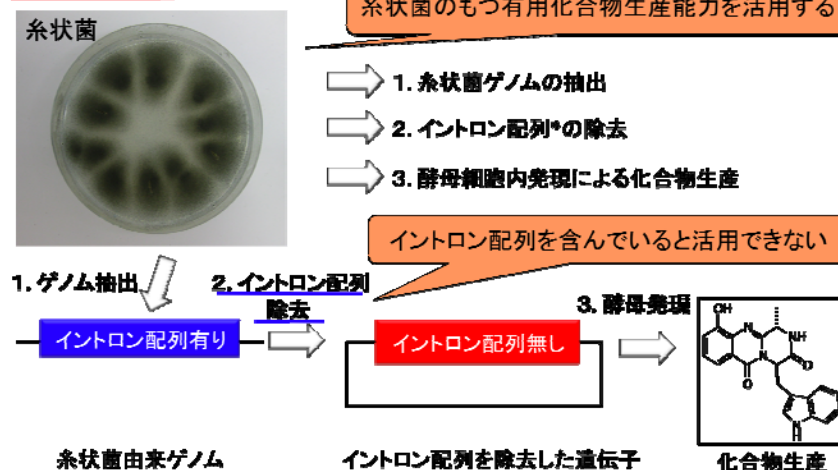 糸状菌のもつ有用化合物生産能力を活用する
糸状菌
1. 糸状菌ゲノムの抽出
2. イントロン配列*の除去
3. 酵母細胞内発現による化合物生産
イントロン配列を含んでいると活用できない
1. ゲノム抽出
2. イントロン配列
除去
3. 酵母発現
イントロン配列有り
イントロン配列無し
OH
N
NH
N
O
O
N
H
糸状菌由来ゲノム
イントロン配列を除去した遺伝子
化合物生産